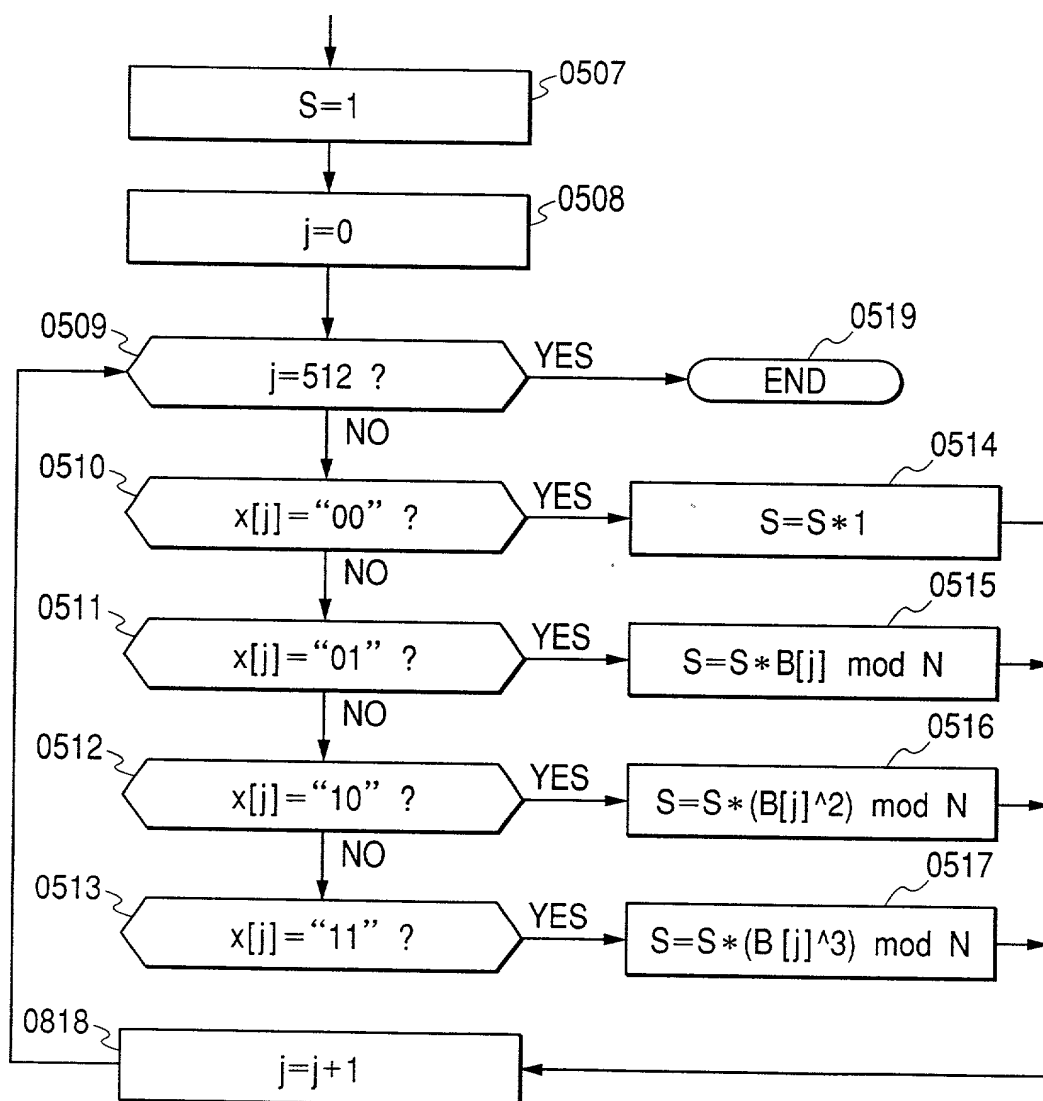 0507
S=1
0508
j=0
0509
j=512 ?
YES
0519
END
NO
0510
x[j]=“00” ?
YES
0514
S=S*1
NO
0511
x[j]=“01” ?
YES
0515
S=S*B[j] mod N
NO
0512
x[j]=“10” ?
YES
0516
S=S*(B[j]^2) mod N
NO
0513
x[j]=“11” ?
YES
0517
S=S*(B [j]^3) mod N
0818
j=j+1